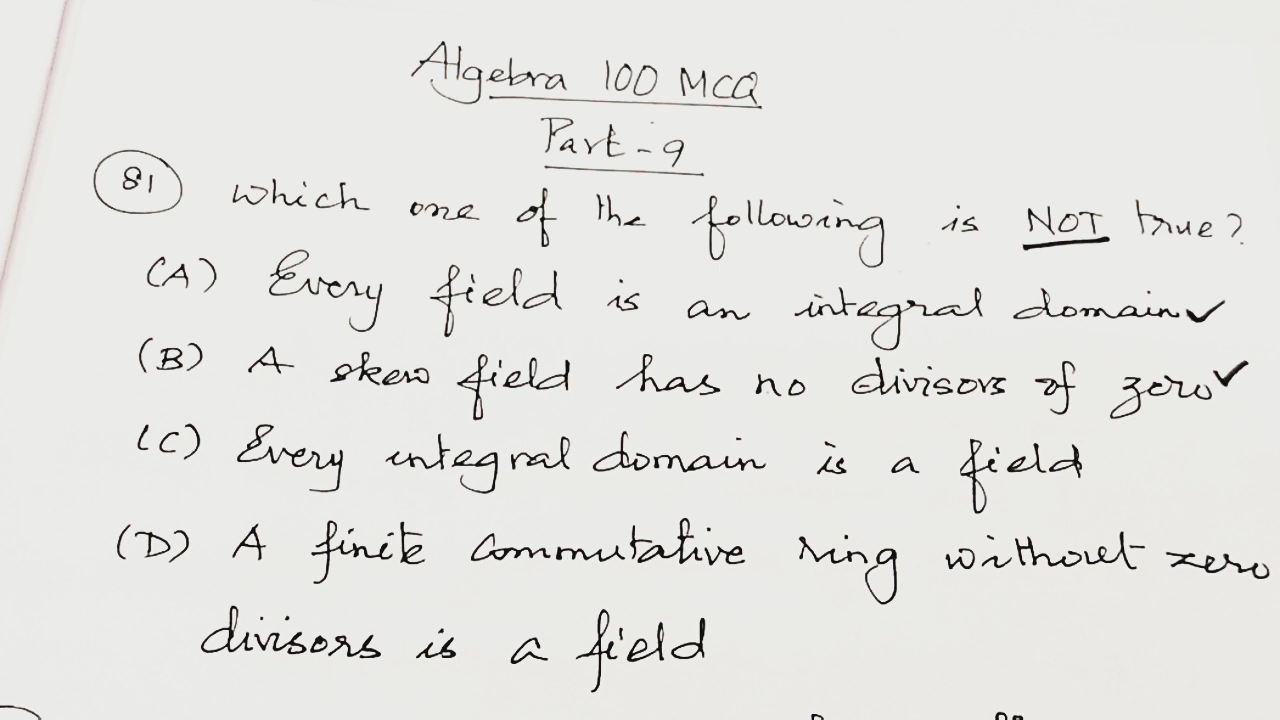 Algebra 100 MCQ
Part-9
81 which one of the following is NOT true?
(A) Every field is an integral domain ✓
(B) A skew field has no divisors of zero ✓
(C) Every integral domain is a field
(D) A finite commutative ring without zero
divisors is a field